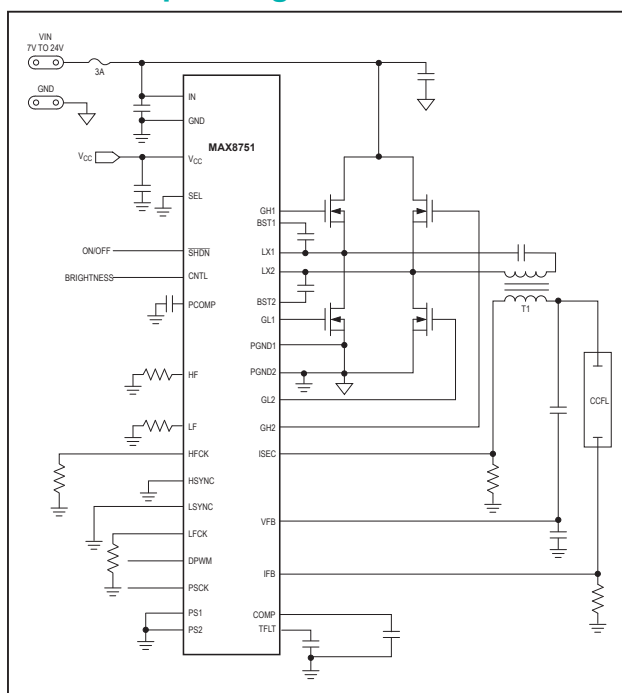 VIN
7V TO 24V
3A
GND
MAX8751
IN
GND
VCC
VCC
SEL
ON/OFF
SHDN
BRIGHTNESS
CNTL
PCOMP
HF
LF
HFCK
HSYNC
LSYNC
LFCK
DPWM
PSCK
PS1
PS2
GH1
BST1
LX1
LX2
BST2
GL1
PGND1
PGND2
GL2
GH2
ISEC
VFB
IFB
COMP
TFLT
T1
CCFL